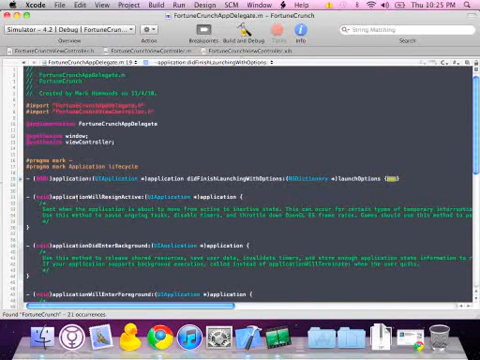 Xcode File Edit View Project Build Run Design SCM Window Help Thu 10:25 PM
FortuneCrunchAppDelegate.m – FortuneCrunch
Simulator - 4.2 | Debug | FortuneC...
String Matching
Overview Action Breakpoints Build and Debug Tasks Info Search
FortuneCrunchViewController.h FortuneCrunchViewController.m FortuneCrunchViewController.xib
FortuneCrunchAppDelegate.m:19 -application:didFinishLaunchingWithOptions:
//
// FortuneCrunchAppDelegate.m
// FortuneCrunch
//
// Created by Mark Hammonds on
//
#import "FortuneCrunchAppDelegate.h"
#import "FortuneCrunchViewController.h"
@implementation FortuneCrunchAppDelegate
@synthesize window;
@synthesize viewController;
#pragma mark -
#pragma mark Application lifecycle
- (BOOL)application:(UIApplication *)application didFinishLaunchingWithOptions:(NSDictionary *)launchOptions {
- (void)applicationWillResignActive:(UIApplication *)application {
/*
Sent when the application is about to move from active to inactive state. This can occur for certain types of temporary
Use this method to pause ongoing tasks, disable timers, and throttle down OpenGL ES frame rates. Games should use this method to
*/
}
- (void)applicationDidEnterBackground:(UIApplication *)application {
/*
Use this method to release shared resources, save user data, invalidate timers, and store enough application state information to
If your application supports background execution, called instead of applicationWillTerminate: when the user quits.
*/
}
- (void)applicationWillEnterForeground:(UIApplication *)application {
/*
Found "FortuneCrunch" - 21 occurrences